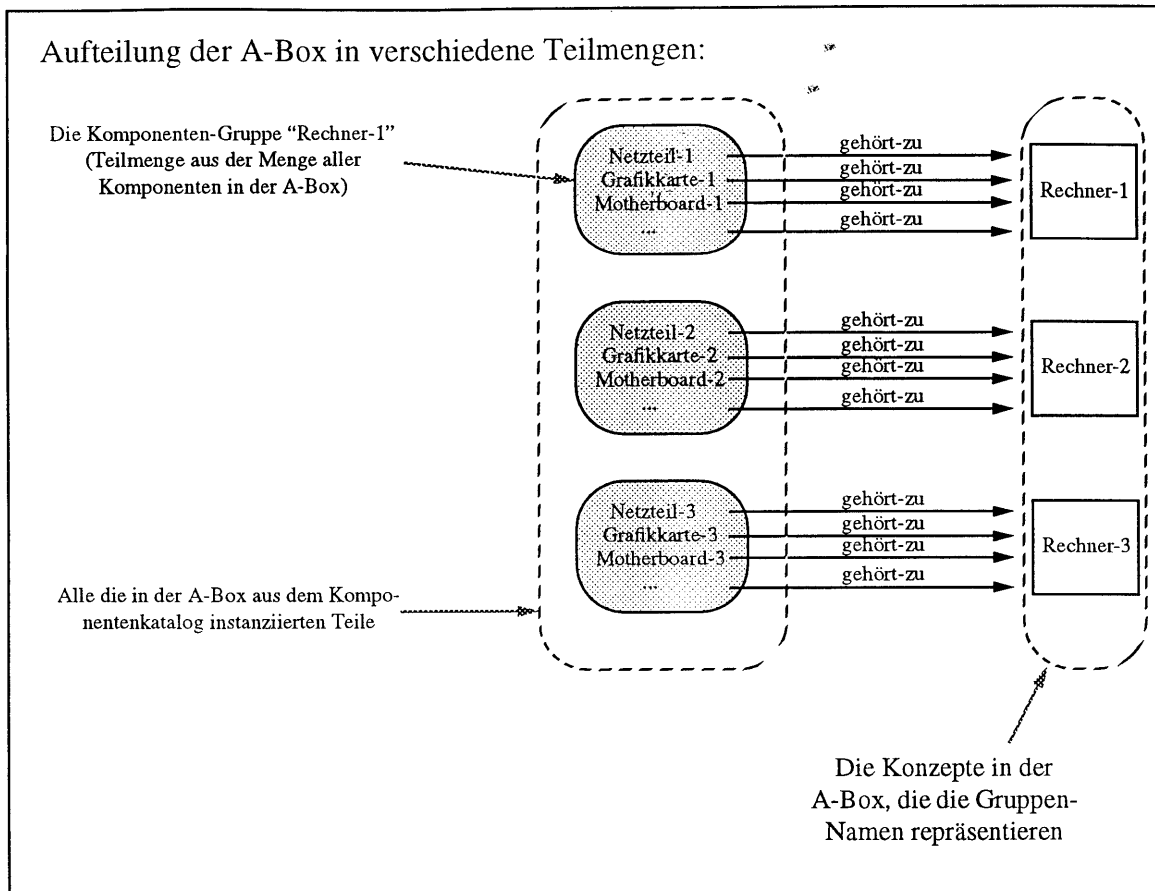 Aufteilung der A-Box in verschiedene Teilmengen:
Die Komponenten-Gruppe “Rechner-1”
(Teilmenge aus der Menge aller
Komponenten in der A-Box)
Netzteil-1
Grafikkarte-1
Motherboard-1
...
gehört-zu
gehört-zu
gehört-zu
gehört-zu
Rechner-1
Netzteil-2
Grafikkarte-2
Motherboard-2
...
gehört-zu
gehört-zu
gehört-zu
gehört-zu
Rechner-2
Netzteil-3
Grafikkarte-3
Motherboard-3
...
gehört-zu
gehört-zu
gehört-zu
gehört-zu
Rechner-3
Alle die in der A-Box aus dem Kompo-
nentenkatalog instanziierten Teile
Die Konzepte in der
A-Box, die die Gruppen-
Namen repräsentieren